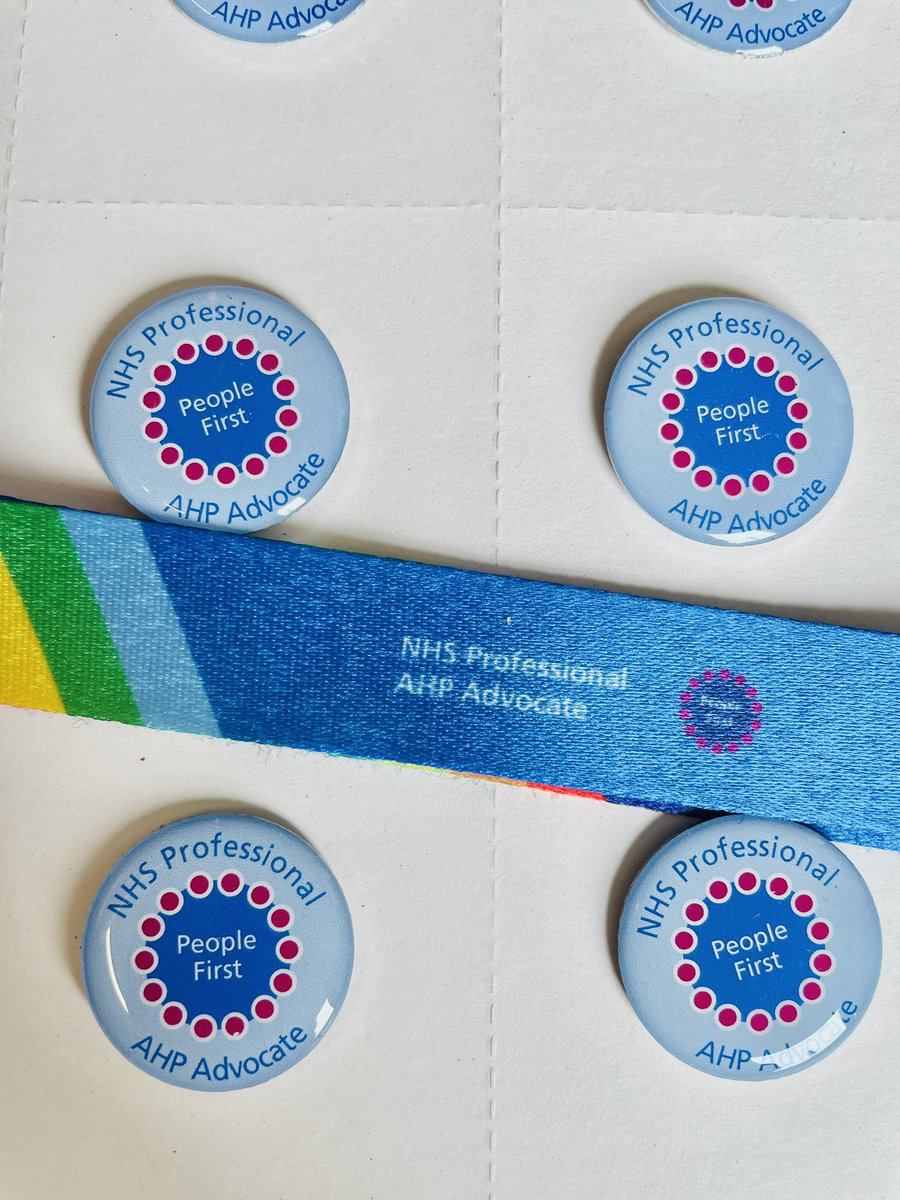 AHP Advocate
AHP Advocate
NHS Professional
People
First
AHP Advocate
NHS Professional
People
First
AHP Advocate
NHS Professional
AHP Advocate
NHS Professional
People
First
AHP Advocate
NHS Professional
People
First
AHP Advocate